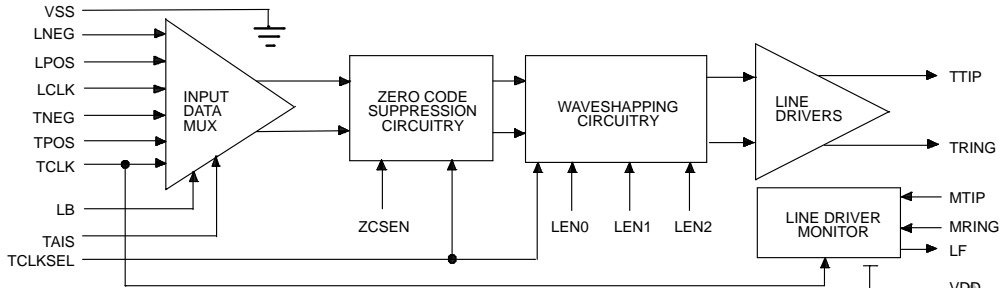 VSS
LNEG
LPOS
LCLK
TNEG
TPOS
TCLK
LB
TAIS
TCLKSEL
INPUT
DATA
MUX
ZERO CODE
SUPPRESSION
CIRCUITRY
ZCSEN
WAVESHAPPING
CIRCUITRY
LEN0
LEN1
LEN2
LINE
DRIVERS
TTIP
TRING
LINE DRIVER
MONITOR
MTIP
MRING
LF
VDD